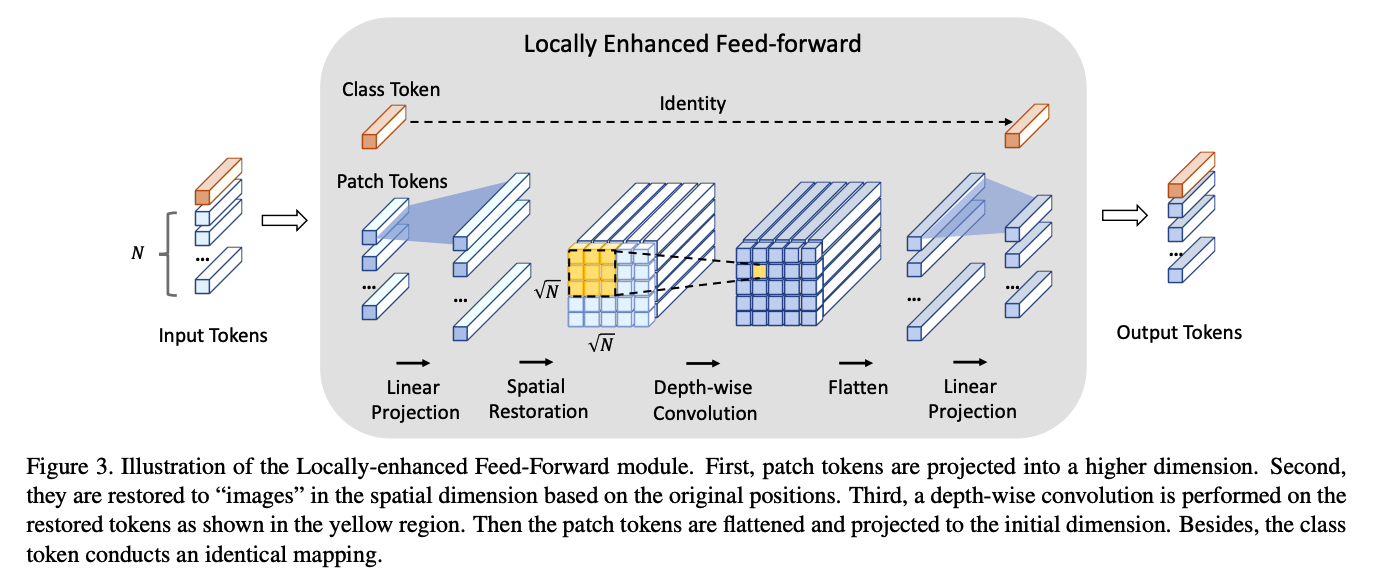 Locally Enhanced Feed-forward
Class Token
Identity
Patch Tokens
N
...
...
...
...
...
...
√N
√N
Input Tokens
Output Tokens
Linear
Projection
Spatial
Restoration
Depth-wise
Convolution
Flatten
Linear
Projection
Figure 3. Illustration of the Locally-enhanced Feed-Forward module. First, patch tokens are projected into a higher dimension. Second,
they are restored to “images” in the spatial dimension based on the original positions. Third, a depth-wise convolution is performed on the
restored tokens as shown in the yellow region. Then the patch tokens are flattened and projected to the initial dimension. Besides, the class
token conducts an identical mapping.